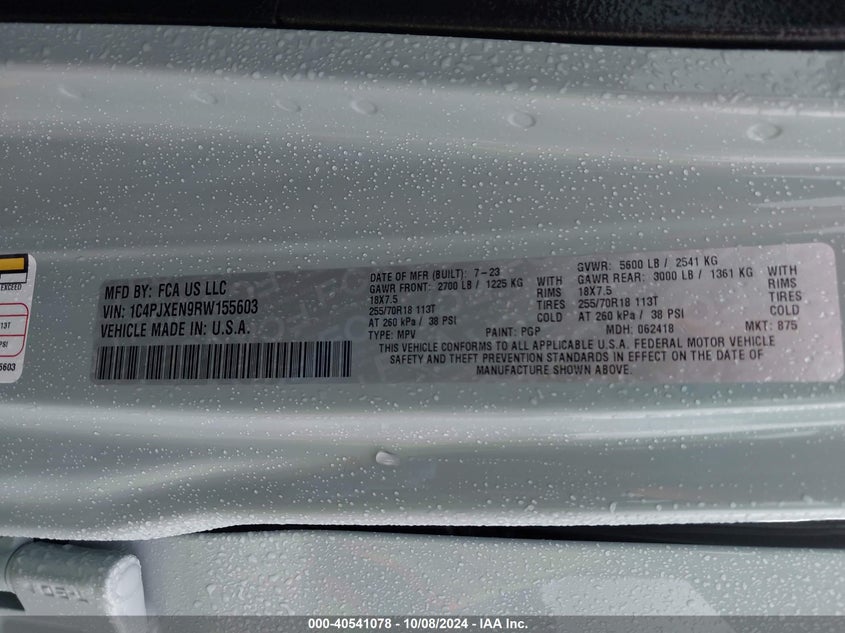 EXCEED
13T
PSI
5603
MFD BY: FCA US LLC
VIN: 1C4PJXEN9RW155603
VEHICLE MADE IN: U.S.A.
DATE OF MFR (BUILT): 7-23
GAWR FRONT: 2700 LB / 1225 KG WITH
18X7.5 RIMS
255/70R18 113T TIRES
AT 260 kPa / 38 PSI COLD
TYPE: MPV PAINT: PGP
GVWR: 5600 LB / 2541 KG
GAWR REAR: 3000 LB / 1361 KG WITH
18X7.5 RIMS
255/70R18 113T TIRES
AT 260 kPa / 38 PSI COLD
MDH: 062418 MKT: 875
THIS VEHICLE CONFORMS TO ALL APPLICABLE U.S.A. FEDERAL MOTOR VEHICLE
SAFETY AND THEFT PREVENTION STANDARDS IN EFFECT ON THE DATE OF
MANUFACTURE SHOWN ABOVE.
000-40541078 - 10/08/2024 - IAA Inc.